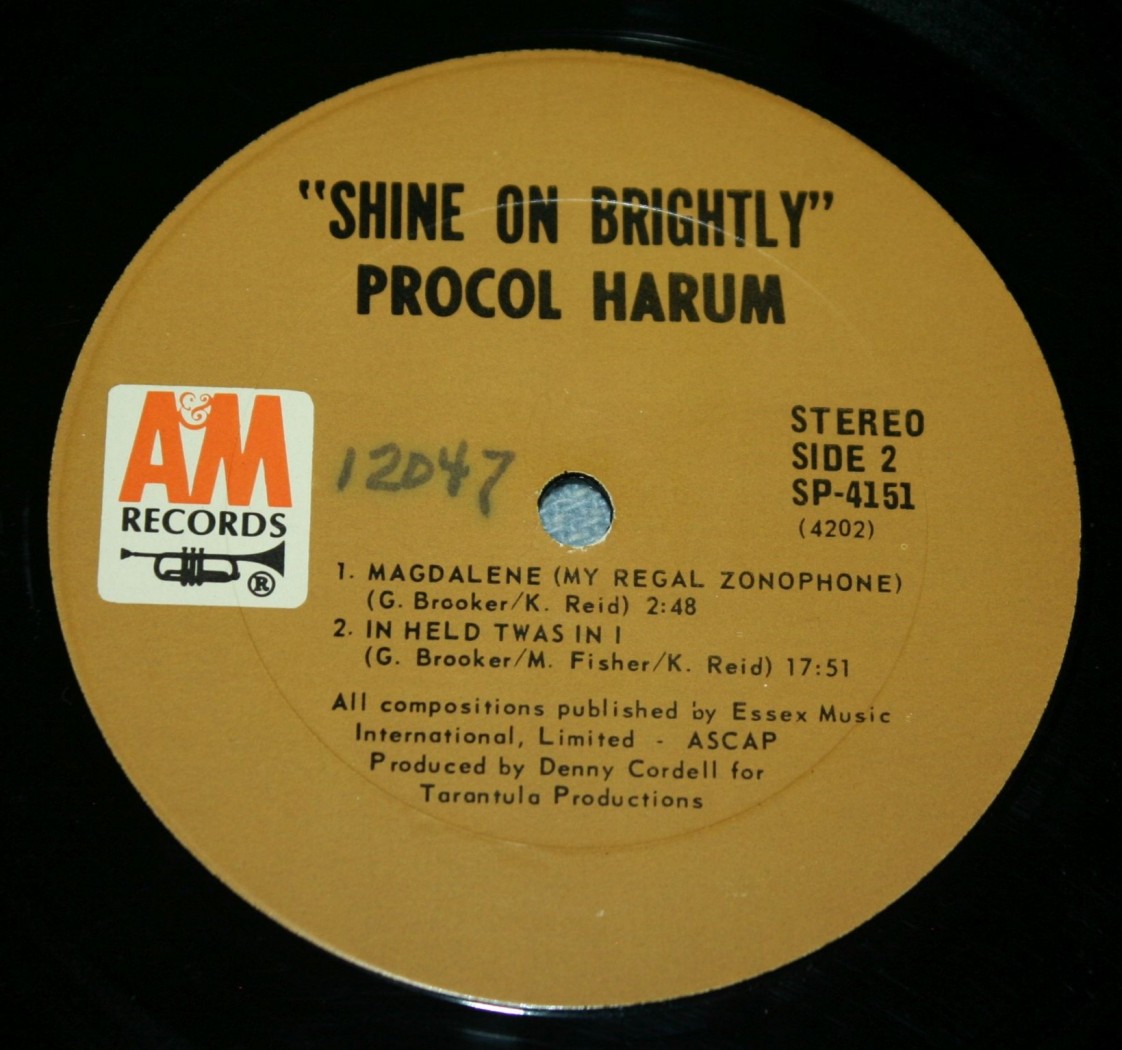 "SHINE ON BRIGHTLY"
PROCOL HARUM
A&M
RECORDS
®
12D47
STEREO
SIDE 2
SP-4151
(4202)
1. MAGDALENE (MY REGAL ZONOPHONE)
(G. Brooker/K. Reid) 2:48
2. IN HELD TWAS IN I
(G. Brooker/M. Fisher/K. Reid) 17:51
All compositions published by Essex Music
International, Limited - ASCAP
Produced by Denny Cordell for
Tarantula Productions